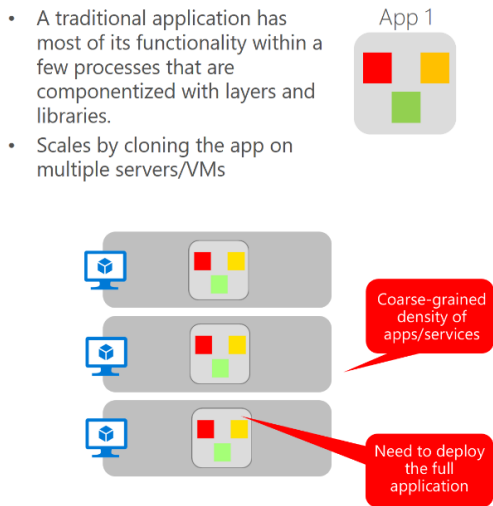 • A traditional application has
most of its functionality within a
few processes that are
componentized with layers and
libraries.
• Scales by cloning the app on
multiple servers/VMs
App 1
Coarse-grained
density of
apps/services
Need to deploy
the full
application